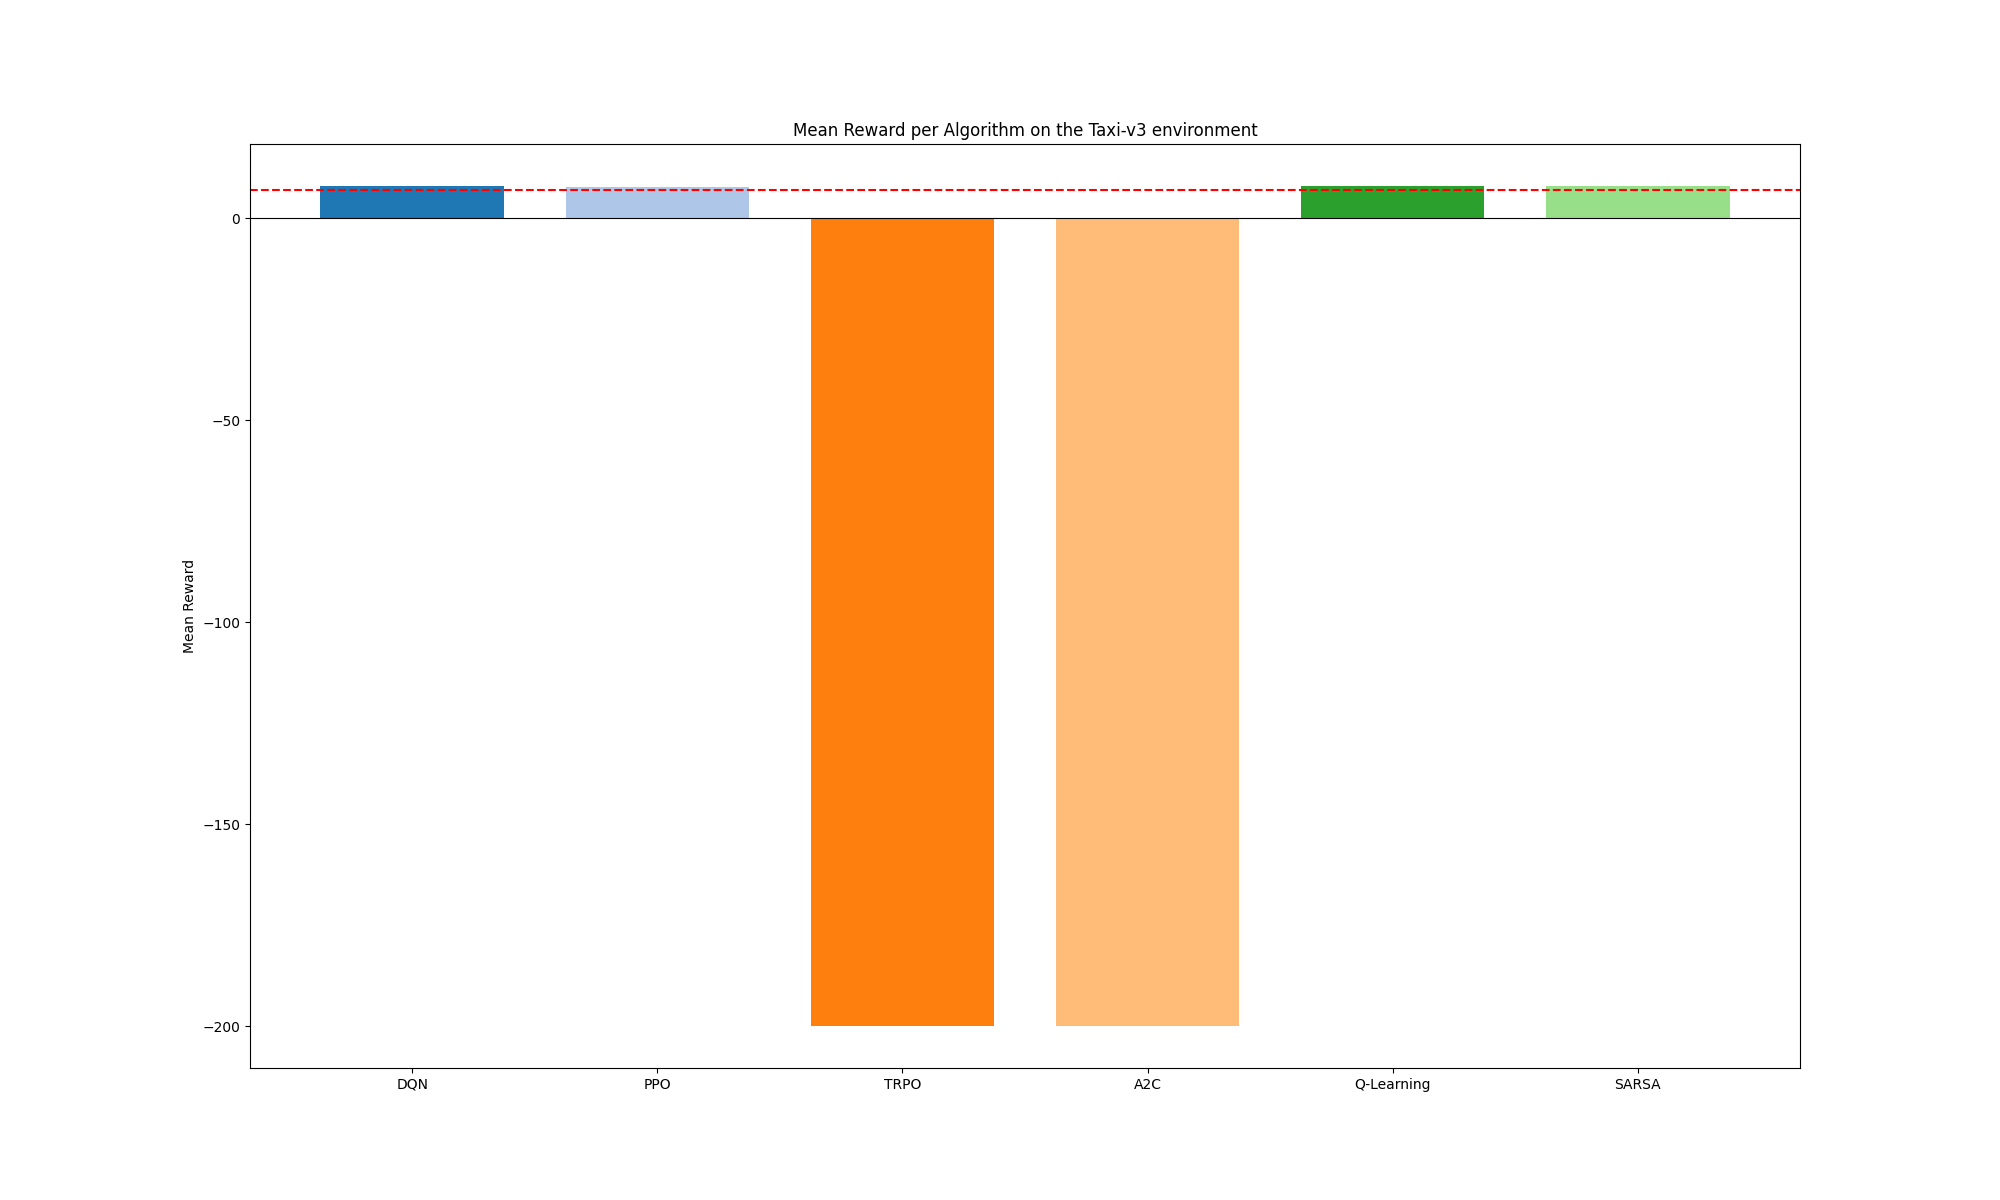 Mean Reward per Algorithm on the Taxi-v3 environment
Mean Reward
0
−50
−100
−150
−200
DQN
PPO
TRPO
A2C
Q-Learning
SARSA